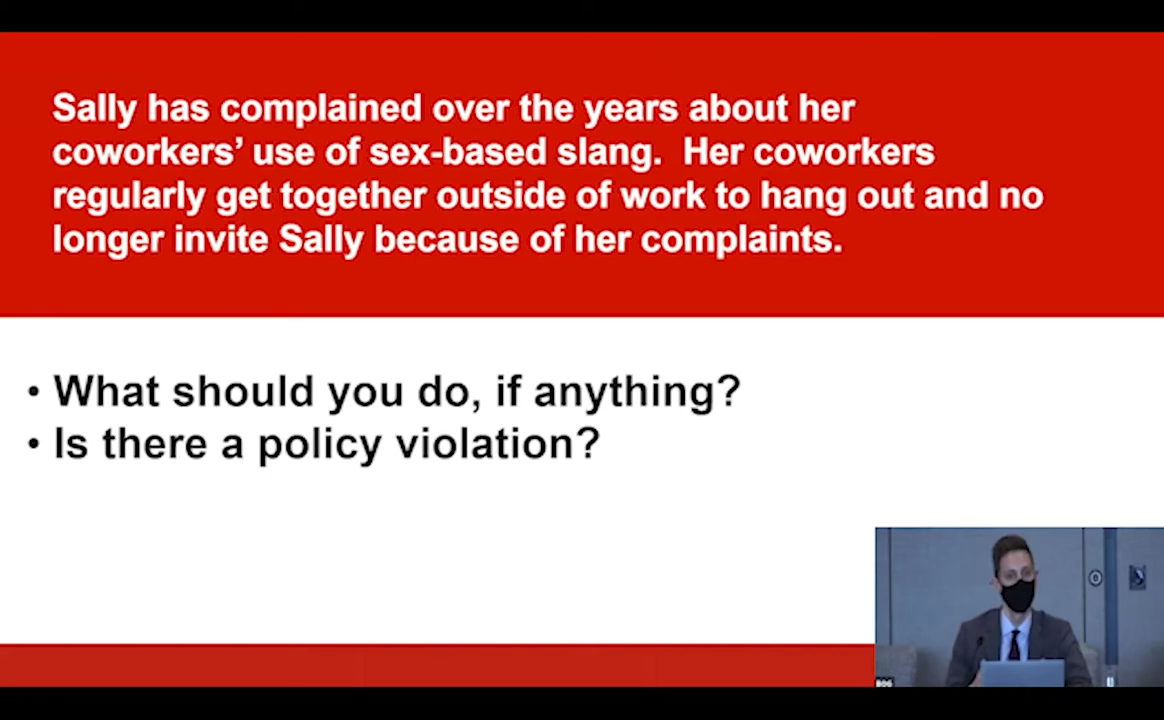 Sally has complained over the years about her
coworkers’ use of sex-based slang.  Her coworkers
regularly get together outside of work to hang out and no
longer invite Sally because of her complaints.
• What should you do, if anything?
• Is there a policy violation?
BOG